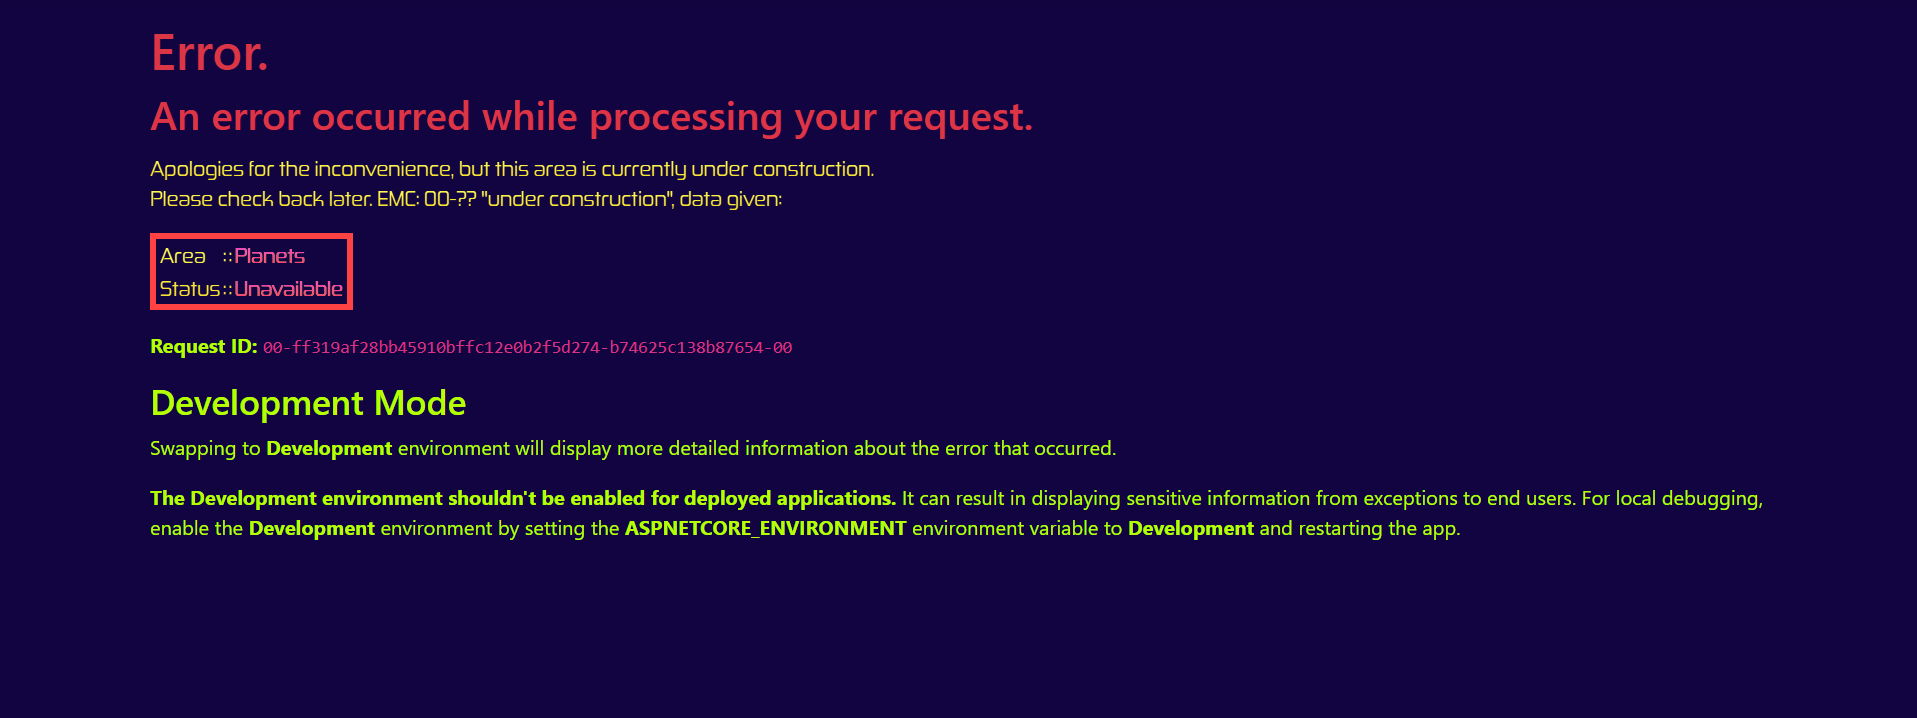 Error.
An error occurred while processing your request.
Apologies for the inconvenience, but this area is currently under construction.
Please check back later. EMC: 00-?? "under construction", data given:
Area ::Planets
Status::Unavailable
Request ID: 00-ff319af28bb45910bffc12e0b2f5d274-b74625c138b87654-00
Development Mode
Swapping to Development environment will display more detailed information about the error that occurred.
The Development environment shouldn't be enabled for deployed applications. It can result in displaying sensitive information from exceptions to end users. For local debugging,
enable the Development environment by setting the ASPNETCORE_ENVIRONMENT environment variable to Development and restarting the app.